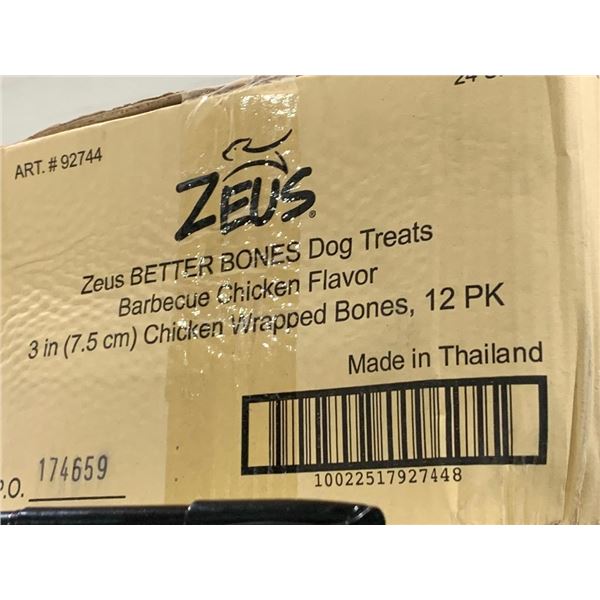 ART. # 92744
ZEUS®
Zeus BETTER BONES Dog Treats
Barbecue Chicken Flavor
3 in (7.5 cm) Chicken Wrapped Bones, 12 PK
Made in Thailand
10022517927448
P.O. 174659